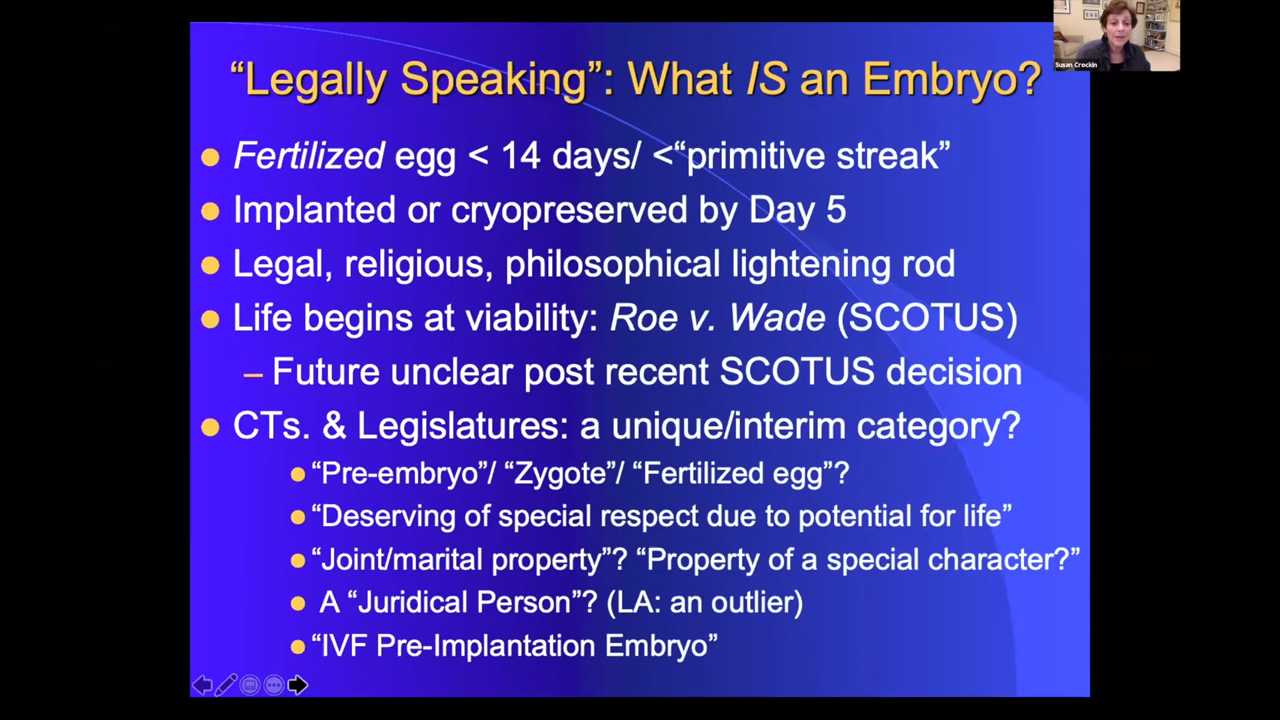 “Legally Speaking”: What IS an Embryo?
Susan Crockin
Fertilized egg < 14 days/ <“primitive streak”
Implanted or cryopreserved by Day 5
Legal, religious, philosophical lightening rod
Life begins at viability: Roe v. Wade (SCOTUS)
– Future unclear post recent SCOTUS decision
CTs. & Legislatures: a unique/interim category?
“Pre-embryo”/ “Zygote”/ “Fertilized egg”?
“Deserving of special respect due to potential for life”
“Joint/marital property”? “Property of a special character?”
A “Juridical Person”? (LA: an outlier)
“IVF Pre-Implantation Embryo”